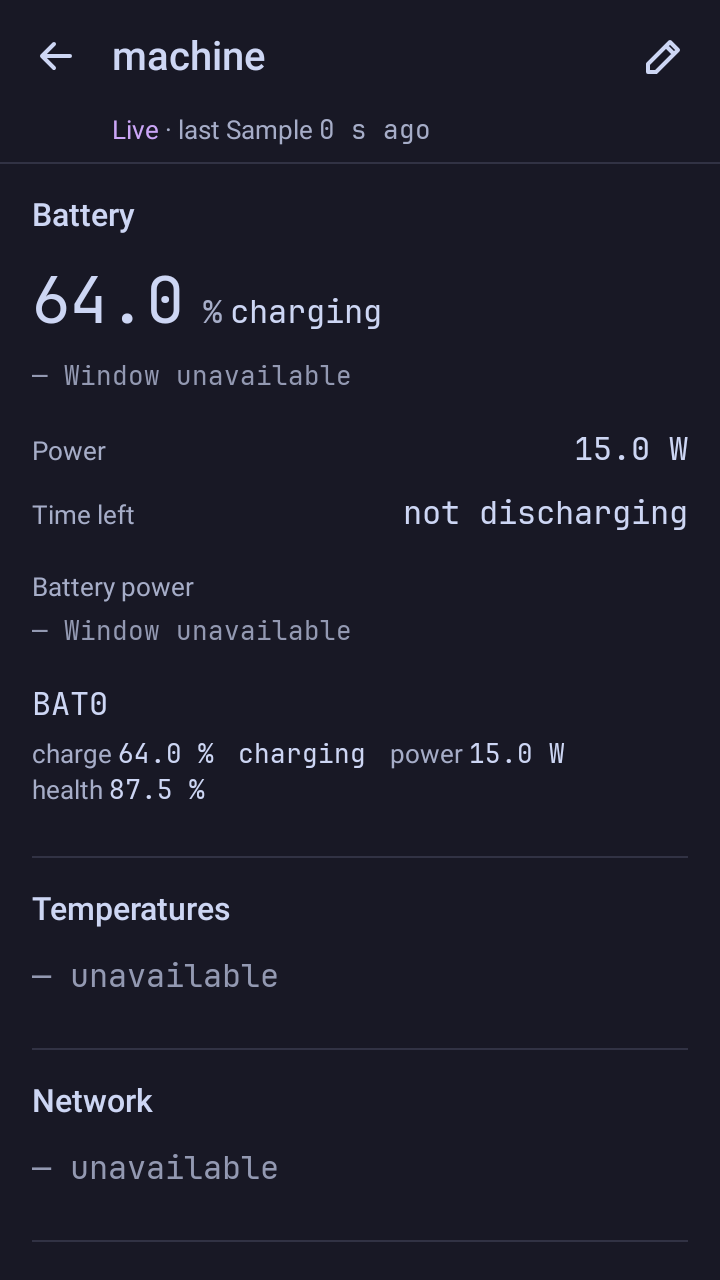 machine
Live · last Sample 0 s ago
Battery
64.0 % charging
— Window unavailable
Power 15.0 W
Time left not discharging
Battery power
— Window unavailable
BAT0
charge 64.0 % charging power 15.0 W
health 87.5 %
Temperatures
— unavailable
Network
— unavailable